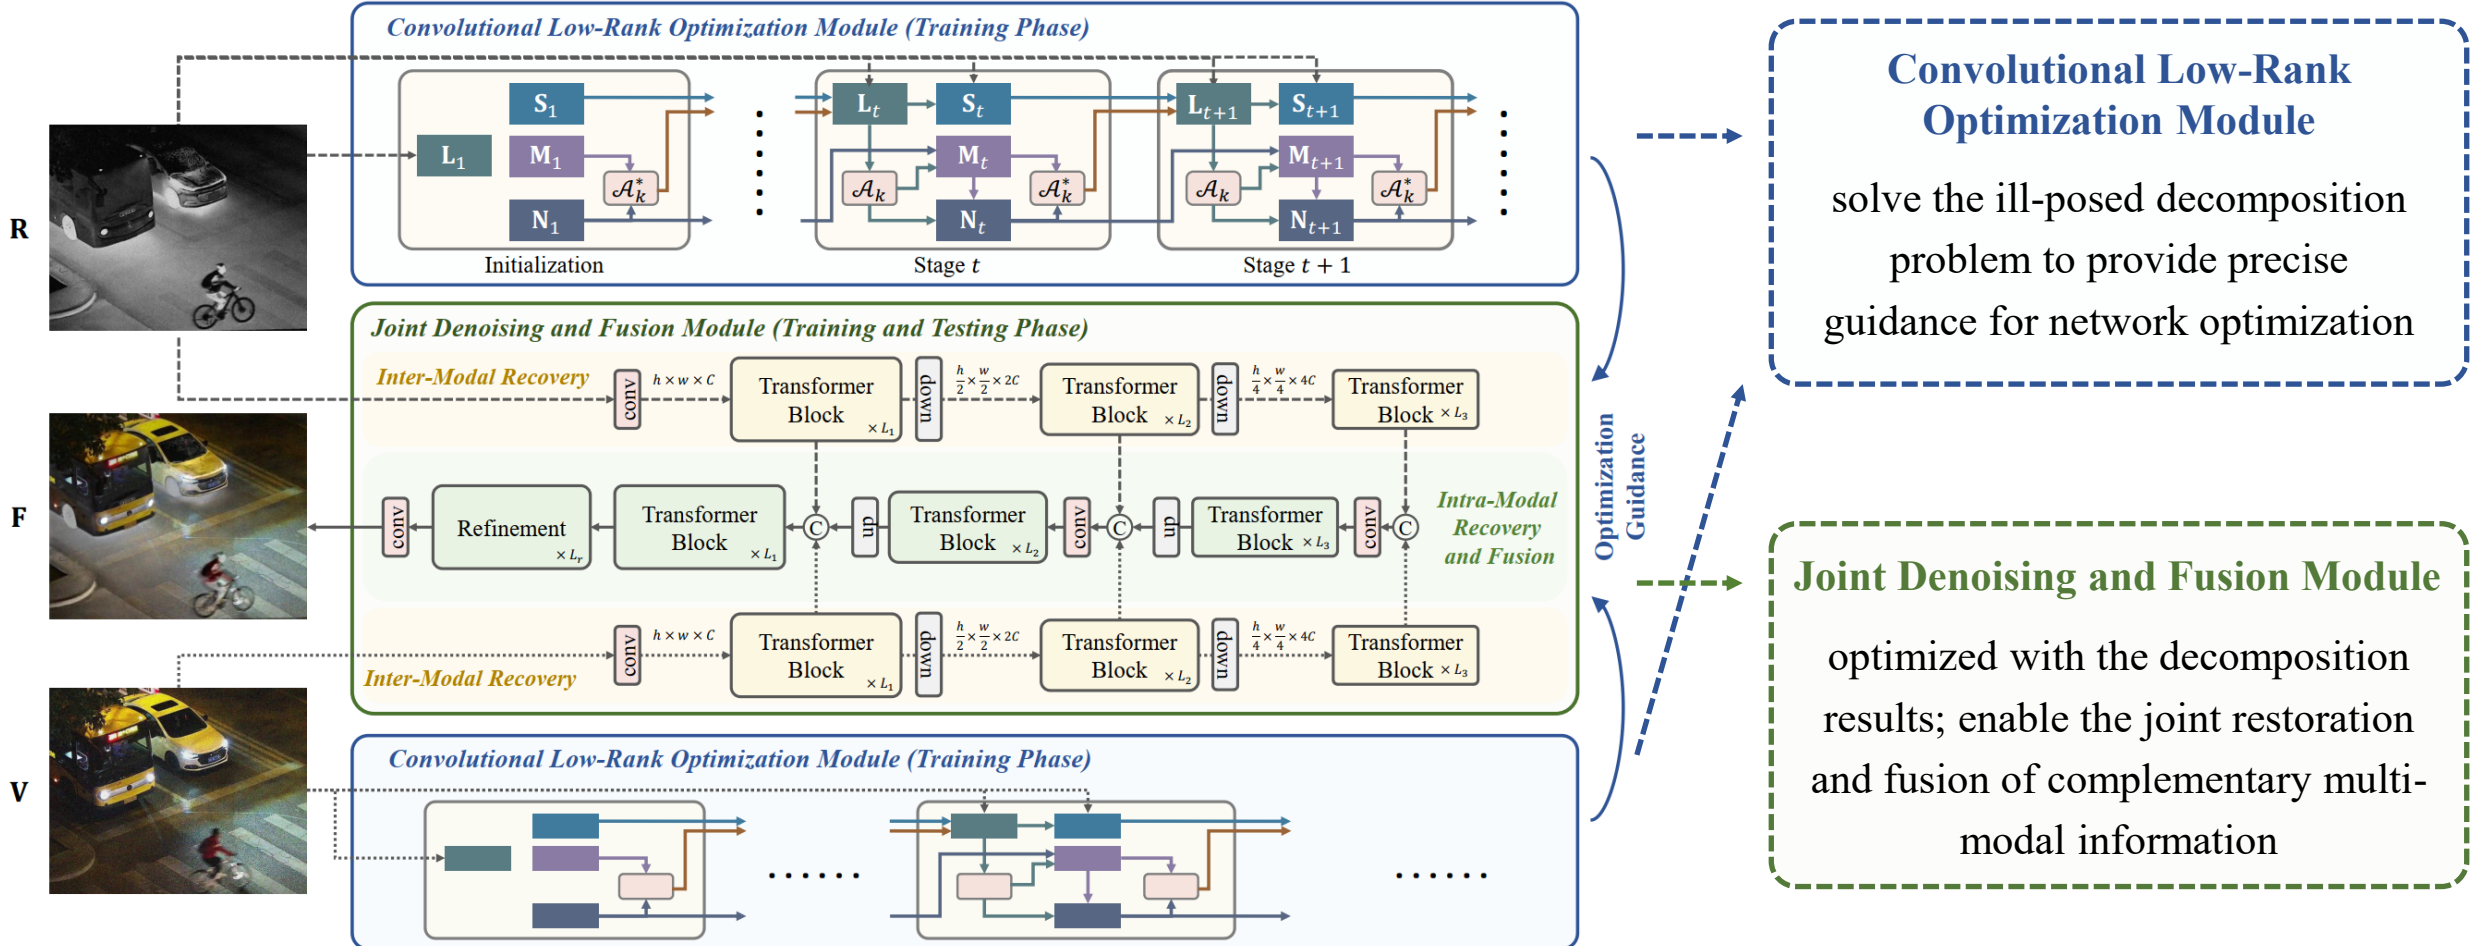 Convolutional Low-Rank Optimization Module (Training Phase)
S₁
L₁
M₁
𝒜ₖ*
N₁
Initialization
Lₜ
Sₜ
Mₜ
𝒜ₖ
𝒜ₖ*
Nₜ
Stage t
Lₜ₊₁
Sₜ₊₁
Mₜ₊₁
𝒜ₖ
𝒜ₖ*
Nₜ₊₁
Stage t + 1
R
Joint Denoising and Fusion Module (Training and Testing Phase)
Inter-Modal Recovery
conv
h × w × C
Transformer
Block × L₁
down
h/2 × w/2 × 2C
Transformer
Block × L₂
down
h/4 × w/4 × 4C
Transformer
Block × L₃
F
conv
Refinement
× Lᵣ
Transformer
Block × L₁
C
up
Transformer
Block × L₂
conv
C
up
Transformer
Block × L₃
conv
C
Intra-Modal
Recovery
and Fusion
Inter-Modal Recovery
conv
h × w × C
Transformer
Block × L₁
down
h/2 × w/2 × 2C
Transformer
Block × L₂
down
h/4 × w/4 × 4C
Transformer
Block × L₃
Optimization
Guidance
V
Convolutional Low-Rank Optimization Module (Training Phase)
Convolutional Low-Rank
Optimization Module
solve the ill-posed decomposition
problem to provide precise
guidance for network optimization
Joint Denoising and Fusion Module
optimized with the decomposition
results; enable the joint restoration
and fusion of complementary multi-
modal information